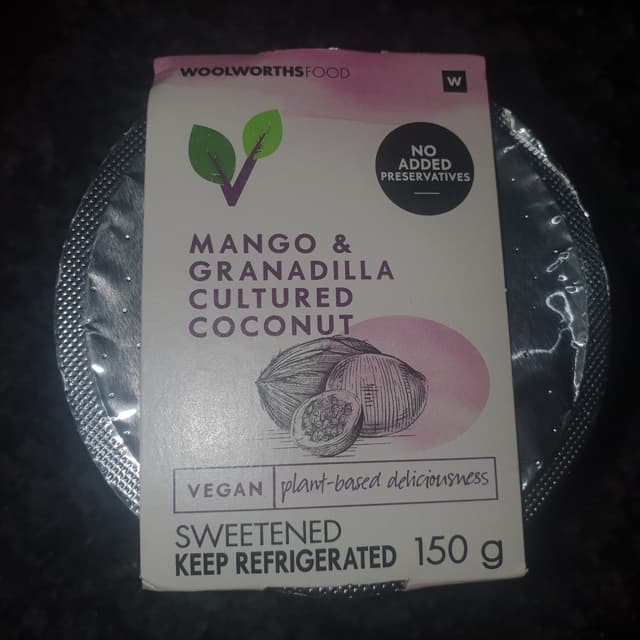 WOOLWORTHSFOOD
W
NO
ADDED
PRESERVATIVES
MANGO &
GRANADILLA
CULTURED
COCONUT
VEGAN plant-based deliciousness
SWEETENED
KEEP REFRIGERATED 150 g